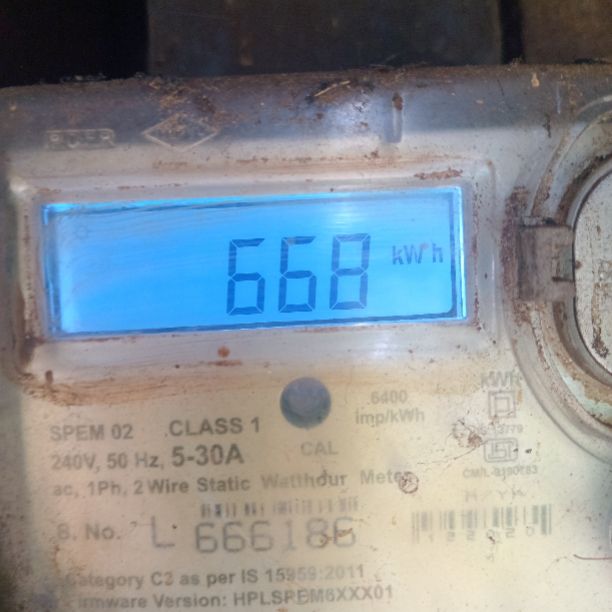 668 kWh
6400
imp/kWh
kWh
SPEM 02 CLASS 1
240V, 50 Hz, 5-30A
CAL
ac, 1Ph, 2 Wire Static Watthour Meter
S. No. L 666186
Category C2 as per IS 15959:2011
Firmware Version: HPLSPEM6XXX01